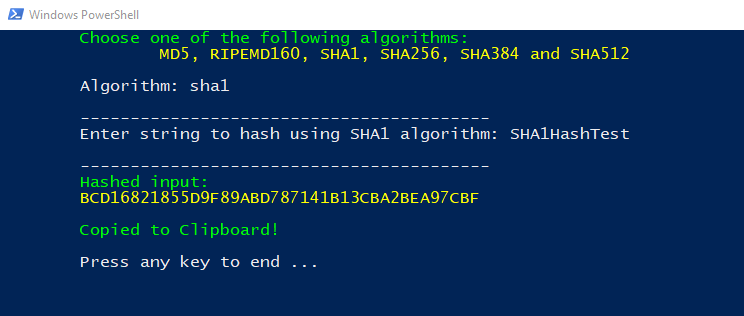 Windows PowerShell
Choose one of the following algorithms:
MD5, RIPEMD160, SHA1, SHA256, SHA384 and SHA512
Algorithm: sha1
-----------------------------------------
Enter string to hash using SHA1 algorithm: SHA1HashTest
-----------------------------------------
Hashed input:
BCD16821855D9F89ABD787141B13CBA2BEA97CBF
Copied to Clipboard!
Press any key to end ...